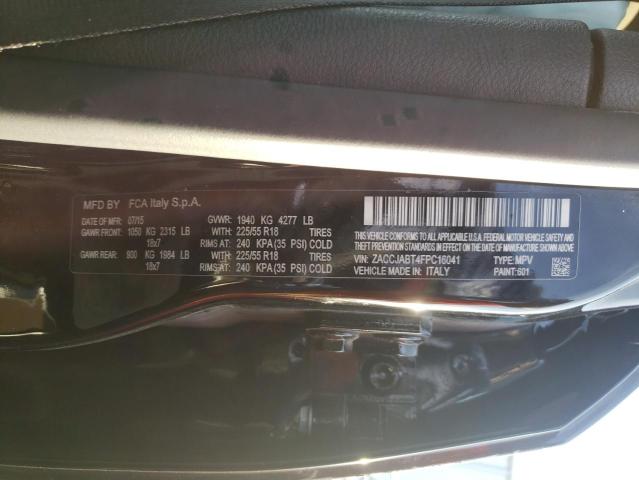 MFD BY FCA Italy S.p.A.
DATE OF MFR: 07/15 GVWR: 1940 KG 4277 LB
GAWR FRONT: 1050 KG 2315 LB WITH: 225/55 R18 TIRES
18x7 RIMS AT: 240 KPA (35 PSI) COLD
GAWR REAR: 900 KG 1984 LB WITH: 225/55 R18 TIRES
18x7 RIMS AT: 240 KPA (35 PSI) COLD
THIS VEHICLE CONFORMS TO ALL APPLICABLE U.S.A. FEDERAL MOTOR VEHICLE
SAFETY, BUMPER, AND THEFT PREVENTION STANDARDS IN EFFECT ON THE
DATE OF MANUFACTURE SHOWN ABOVE.
VIN: ZACCJABT4FPC16041 TYPE: MPV
VEHICLE MADE IN: ITALY PAINT: 601